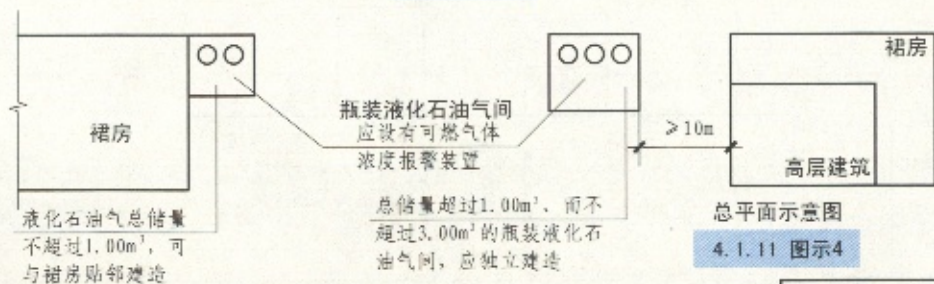 裙房
瓶装液化石油气间
应设有可燃气体
浓度报警装置
≥10m
裙房
高层建筑
液化石油气总储量
不超过1.00m³，可
与裙房贴邻建造
总储量超过1.00m³、而不
超过3.00m³的瓶装液化石
油气间，应独立建造
总平面示意图
4.1.11 图示4